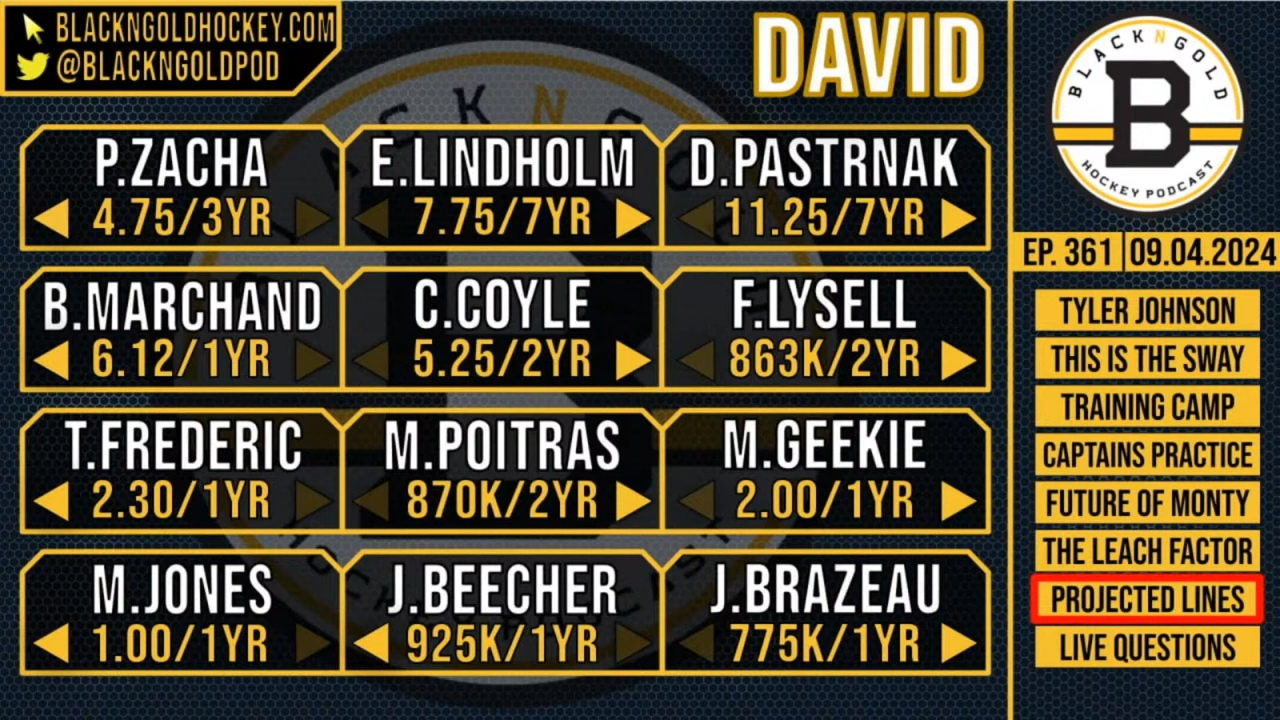 BLACKNGOLDHOCKEY.COM
@BLACKNGOLDPOD
DAVID
P.ZACHA
4.75/3YR
E.LINDHOLM
7.75/7YR
D.PASTRNAK
11.25/7YR
B.MARCHAND
6.12/1YR
C.COYLE
5.25/2YR
F.LYSELL
863K/2YR
T.FREDERIC
2.30/1YR
M.POITRAS
870K/2YR
M.GEEKIE
2.00/1YR
M.JONES
1.00/1YR
J.BEECHER
925K/1YR
J.BRAZEAU
775K/1YR
BLACKNGOLD
B
HOCKEY PODCAST
EP. 361 | 09.04.2024
TYLER JOHNSON
THIS IS THE SWAY
TRAINING CAMP
CAPTAINS PRACTICE
FUTURE OF MONTY
THE LEACH FACTOR
PROJECTED LINES
LIVE QUESTIONS